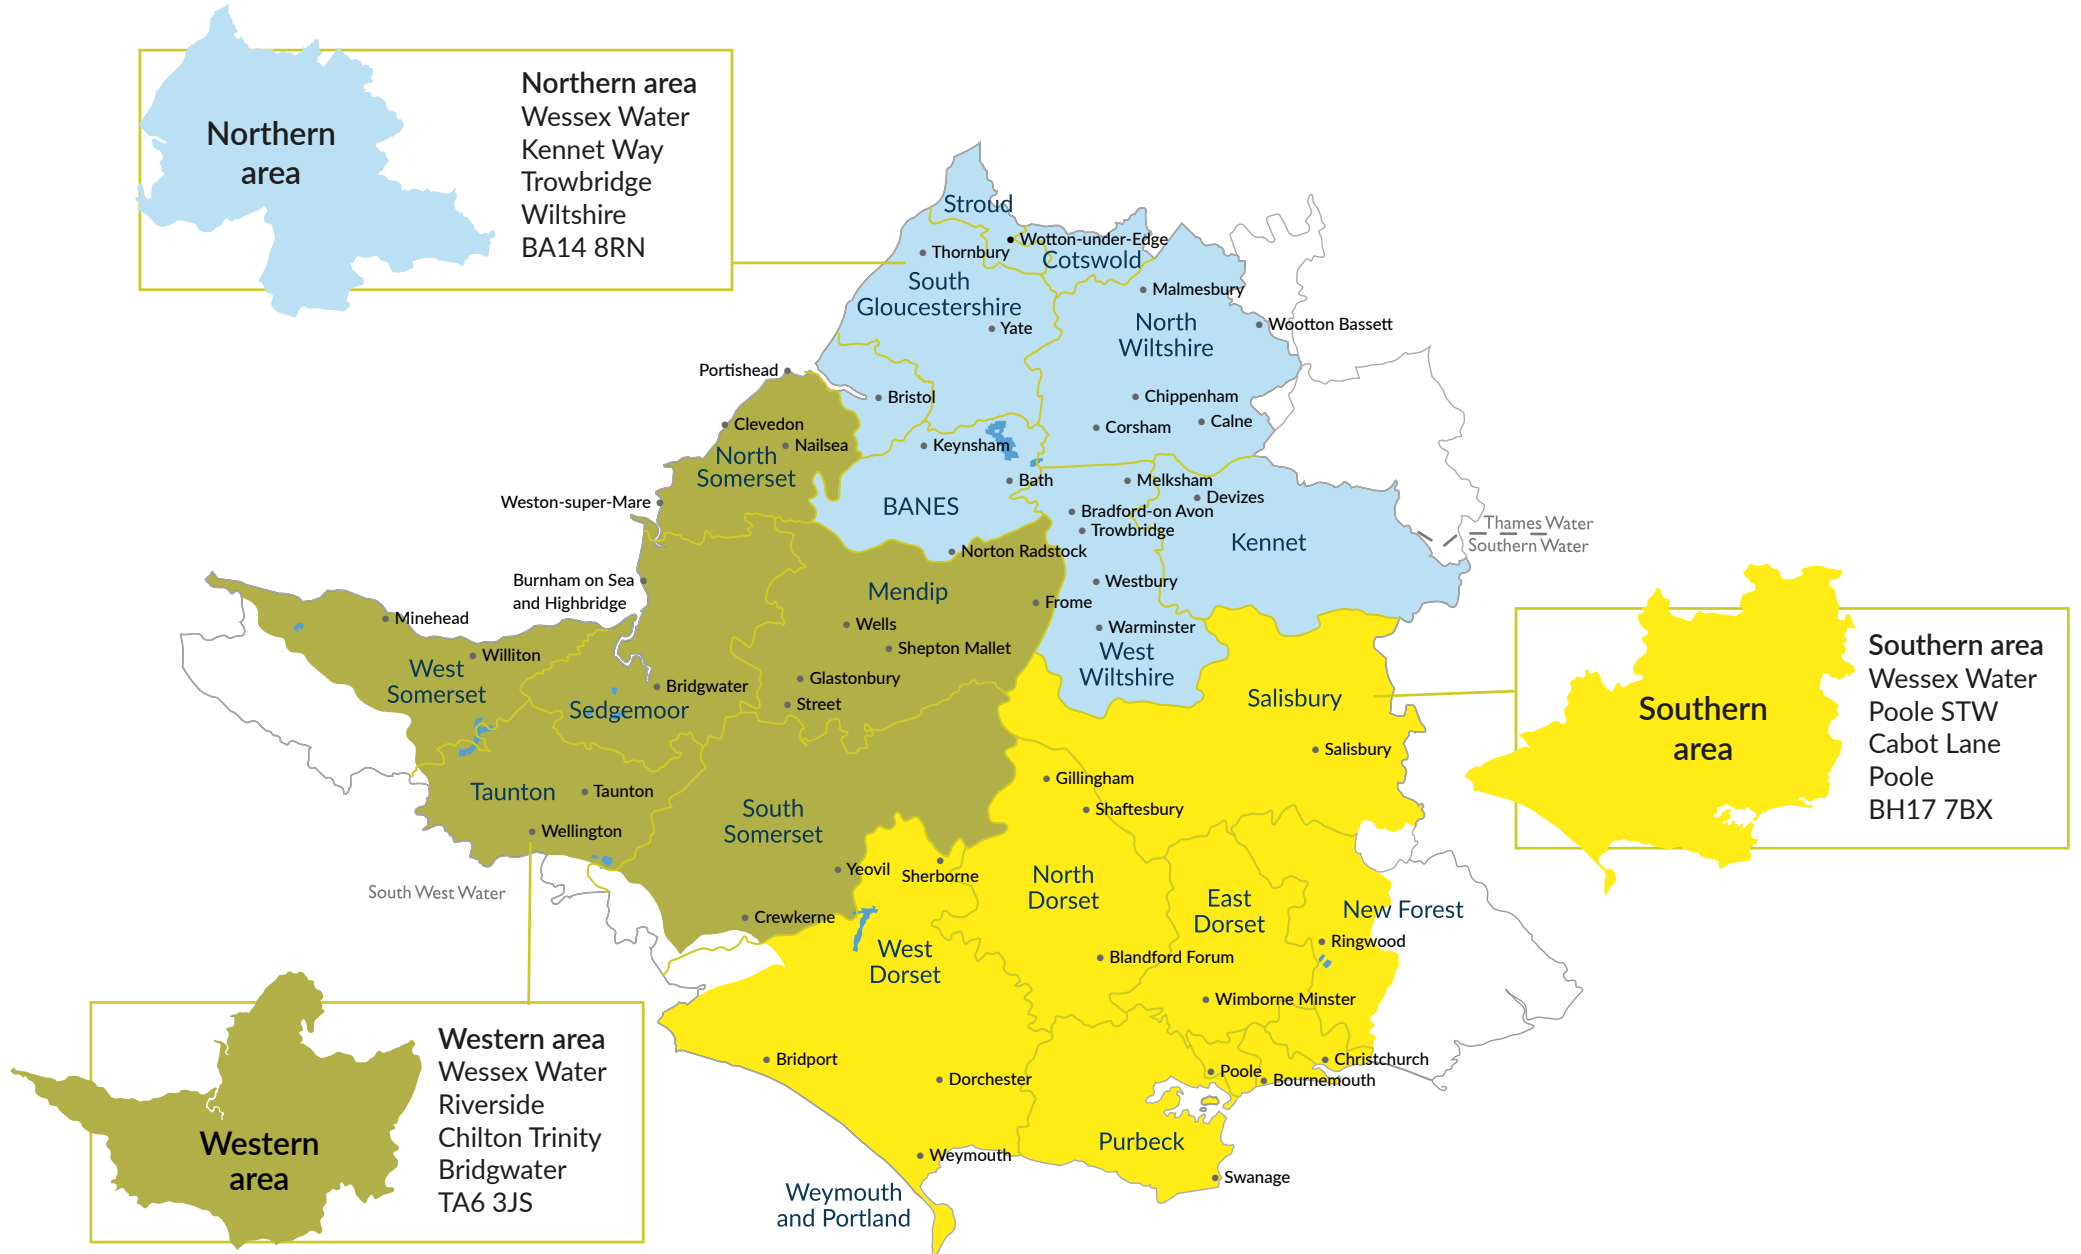 Northern
area
Northern area
Wessex Water
Kennet Way
Trowbridge
Wiltshire
BA14 8RN
Stroud
Wotton-under-Edge
Thornbury
Cotswold
South
Gloucestershire
Malmesbury
Yate
North
Wiltshire
Wootton Bassett
Portishead
Bristol
Chippenham
Clevedon
Corsham
Calne
Nailsea
Keynsham
North
Somerset
Bath
Melksham
Weston-super-Mare
BANES
Devizes
Bradford-on Avon
Trowbridge
Kennet
Thames Water
Southern Water
Norton Radstock
Burnham on Sea
and Highbridge
Mendip
Westbury
Frome
Minehead
Wells
Warminster
Shepton Mallet
Williton
West
Somerset
West
Wiltshire
Glastonbury
Bridgwater
Street
Sedgemoor
Salisbury
Salisbury
Southern
area
Southern area
Wessex Water
Poole STW
Cabot Lane
Poole
BH17 7BX
Gillingham
Taunton
Taunton
Shaftesbury
South
Somerset
Wellington
Yeovil
Sherborne
South West Water
North
Dorset
East
Dorset
New Forest
Crewkerne
Ringwood
West
Dorset
Blandford Forum
Wimborne Minster
Bridport
Christchurch
Poole
Bournemouth
Dorchester
Purbeck
Weymouth
Swanage
Weymouth
and Portland
Western
area
Western area
Wessex Water
Riverside
Chilton Trinity
Bridgwater
TA6 3JS